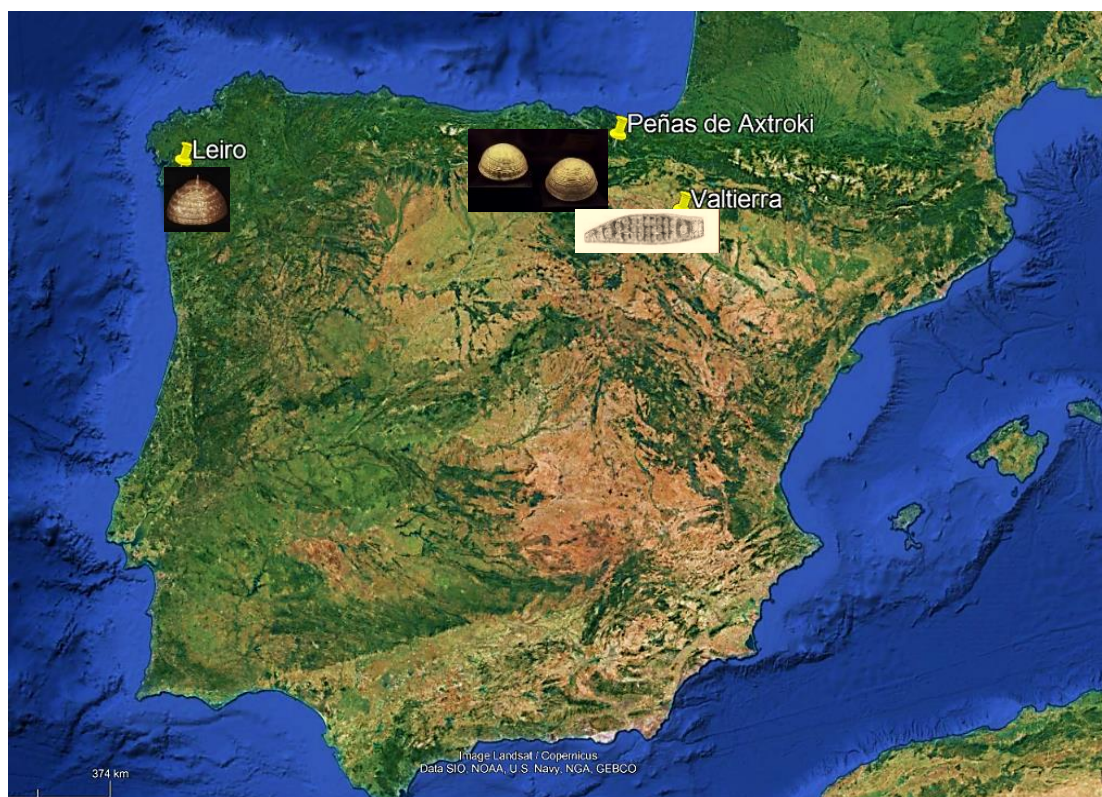 Peñas de Axtroki
Leiro
Valtierra
Image Landsat / Copernicus
Data SIO, NOAA, U.S. Navy, NGA, GEBCO
374 km